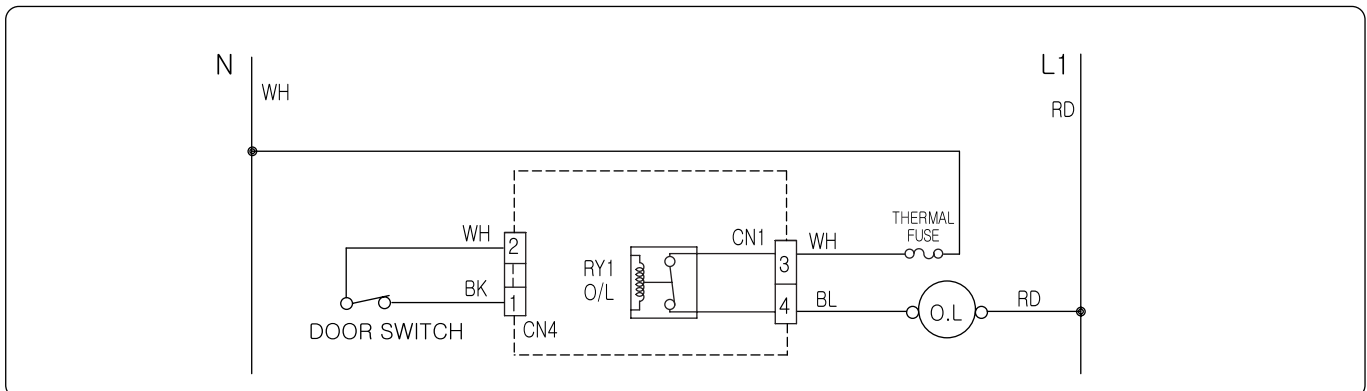 N
L1
WH
RD
THERMAL
FUSE
WH
2
CN1
WH
3
RY1
O/L
BK
1
4
BL
O.L
RD
DOOR SWITCH
CN4